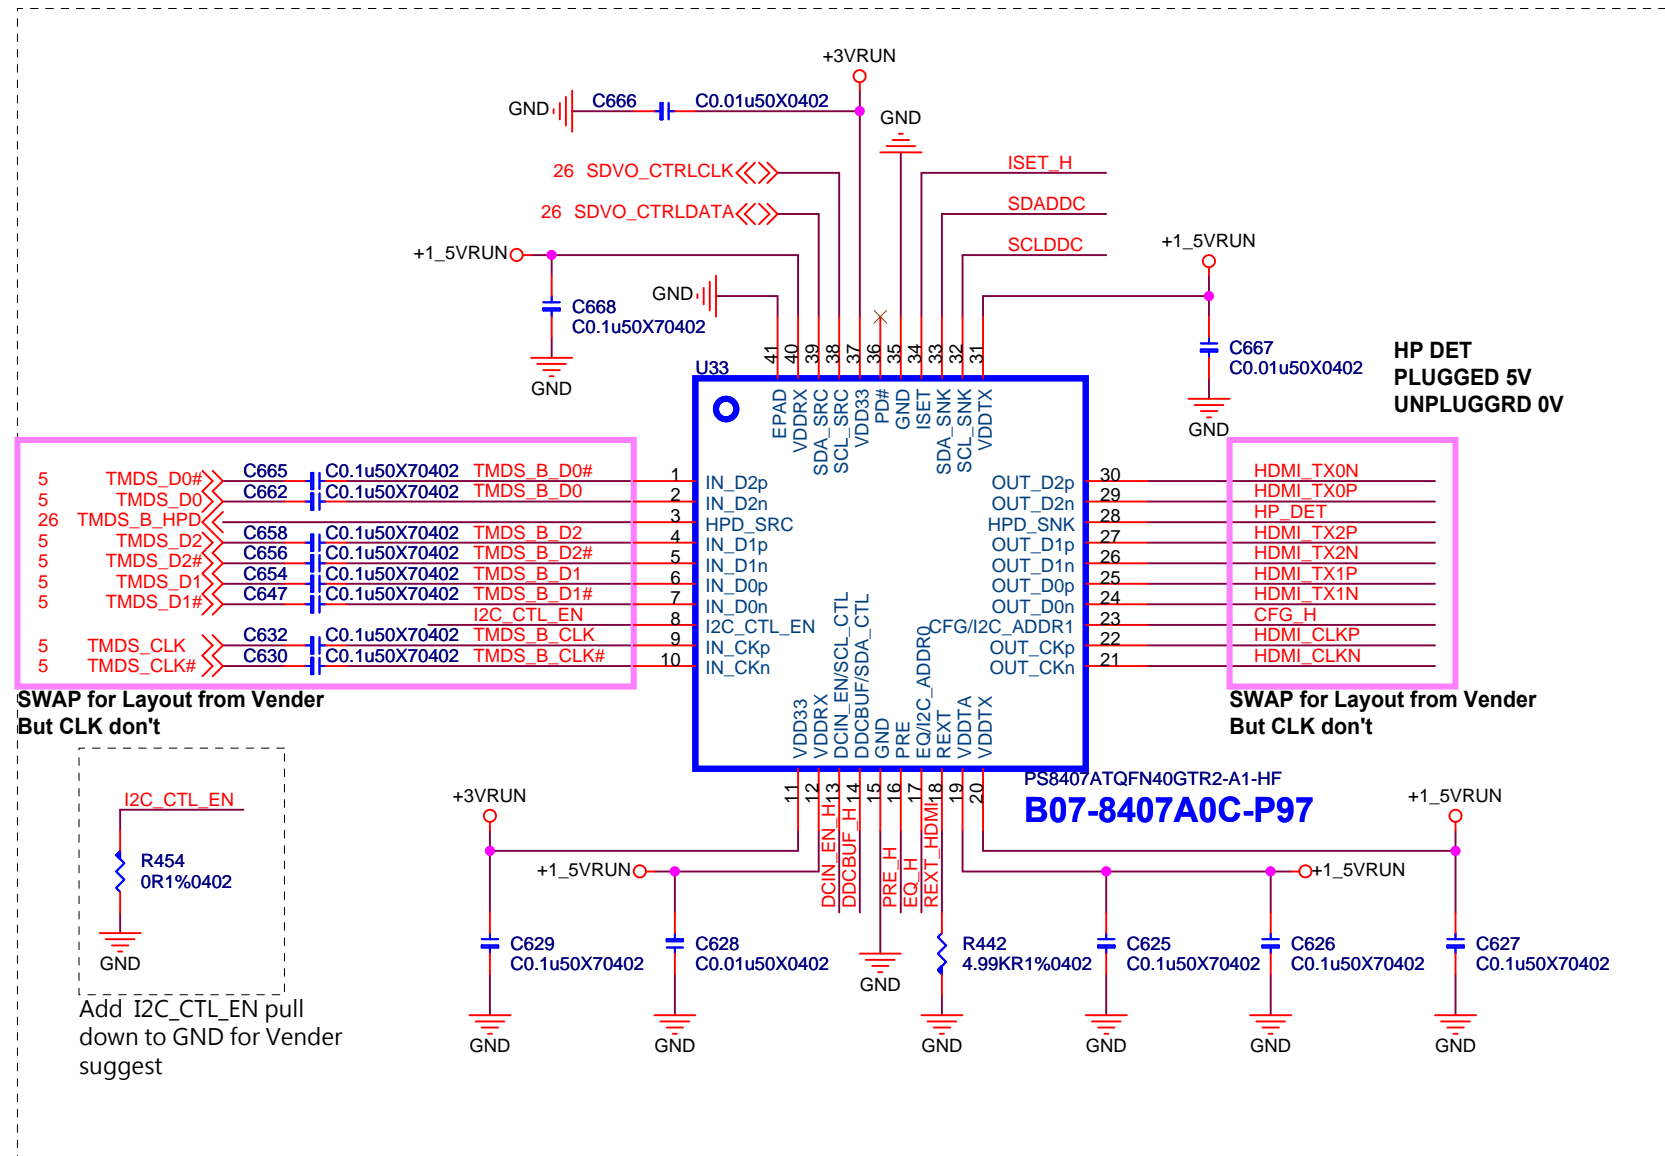 +3VRUN
GND
C666
C0.01u50X0402
GND
26 SDVO_CTRLCLK
ISET_H
26 SDVO_CTRLDATA
SDADDC
+1_5VRUN
SCLDDC
+1_5VRUN
GND
C668
C0.1u50X70402
GND
C667
C0.01u50X0402
GND
HP DET
PLUGGED 5V
UNPLUGGRD 0V
U33
41
40
39
38
37
36
35
34
33
32
31
EPAD
VDDRX
SDA_SRC
SCL_SRC
VDD33
PD#
GND
ISET
SDA_SNK
SCL_SNK
VDDTX
5 TMDS_D0# C665 C0.1u50X70402 TMDS_B_D0# 1 IN_D2p
5 TMDS_D0 C662 C0.1u50X70402 TMDS_B_D0 2 IN_D2n
26 TMDS_B_HPD 3 HPD_SRC
5 TMDS_D2 C658 C0.1u50X70402 TMDS_B_D2 4 IN_D1p
5 TMDS_D2# C656 C0.1u50X70402 TMDS_B_D2# 5 IN_D1n
5 TMDS_D1 C654 C0.1u50X70402 TMDS_B_D1 6 IN_D0p
5 TMDS_D1# C647 C0.1u50X70402 TMDS_B_D1# 7 IN_D0n
I2C_CTL_EN 8 I2C_CTL_EN
5 TMDS_CLK C632 C0.1u50X70402 TMDS_B_CLK 9 IN_CKp
5 TMDS_CLK# C630 C0.1u50X70402 TMDS_B_CLK# 10 IN_CKn
OUT_D2p 30 HDMI_TX0N
OUT_D2n 29 HDMI_TX0P
HPD_SNK 28 HP_DET
OUT_D1p 27 HDMI_TX2P
OUT_D1n 26 HDMI_TX2N
OUT_D0p 25 HDMI_TX1P
OUT_D0n 24 HDMI_TX1N
CFG/I2C_ADDR1 23 CFG_H
OUT_CKp 22 HDMI_CLKP
OUT_CKn 21 HDMI_CLKN
SWAP for Layout from Vender
But CLK don't
SWAP for Layout from Vender
But CLK don't
VDD33
VDDRX
DCIN_EN/SCL_CTL
DDCBUF/SDA_CTL
GND
PRE
EQ/I2C_ADDR0
REXT
VDDTA
VDDTX
11
12
13
14
15
16
17
18
19
20
PS8407ATQFN40GTR2-A1-HF
B07-8407A0C-P97
DCIN_EN_H
DDCBUF_H
PRE_H
EQ_H
REXT_HDMI
I2C_CTL_EN
R454
0R1%0402
GND
Add I2C_CTL_EN pull
down to GND for Vender
suggest
+3VRUN
+1_5VRUN
+1_5VRUN
+1_5VRUN
C629
C0.1u50X70402
GND
C628
C0.01u50X0402
GND
GND
R442
4.99KR1%0402
GND
C625
C0.1u50X70402
GND
C626
C0.1u50X70402
GND
C627
C0.1u50X70402
GND